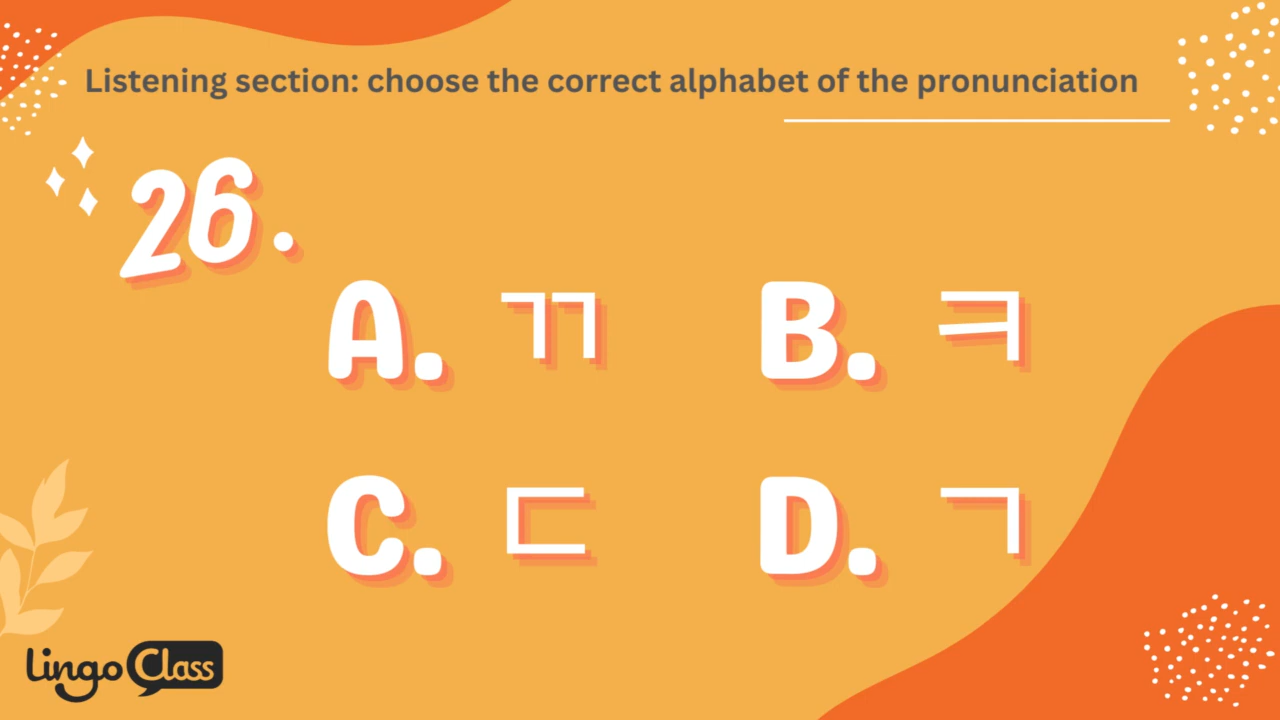 Listening section: choose the correct alphabet of the pronunciation
26.
A. ㄲ B. ㅋ
C. ㄷ D. ㄱ
Lingo Class